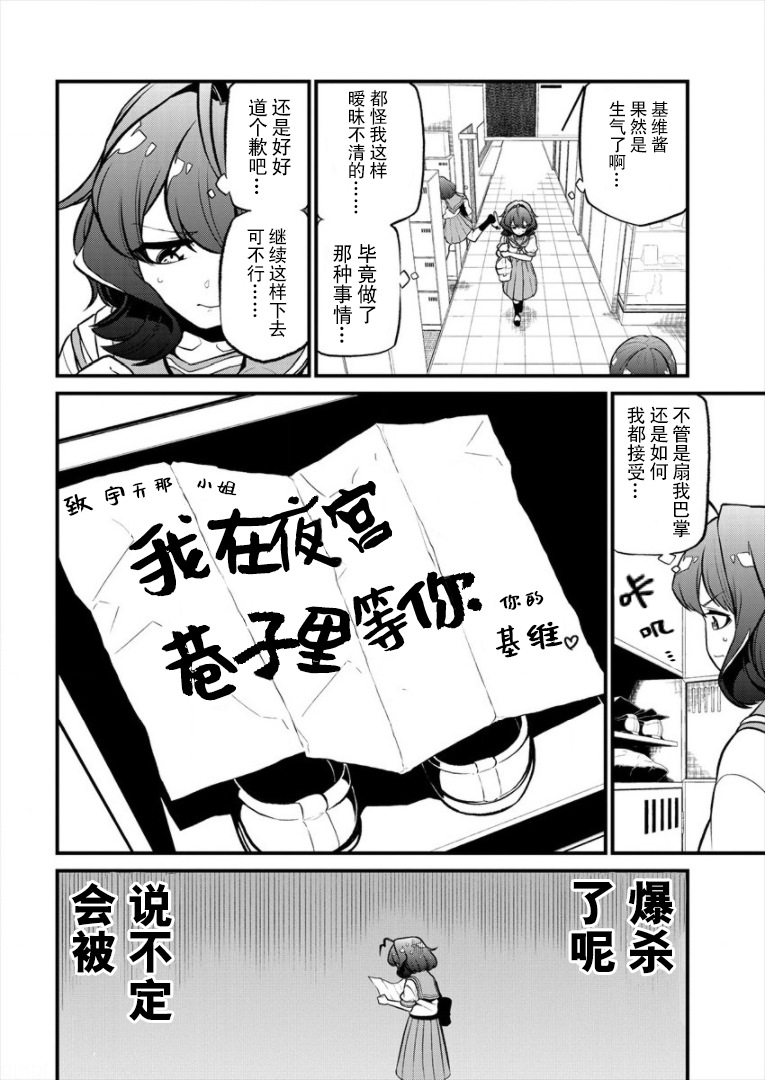 基维酱
果然是
生气了啊…
都怪我这样
暧昧不清的……
毕竟做了
那种事情…
还是好好
道个歉吧…
继续这样下去
可不行……
不管是扇我巴掌
还是如何
我都接受…
咔
吼…
致 宇天那 小姐
我在夜宫
巷子里等你.
你的
基维♡
说不定
会被
爆杀
了呢